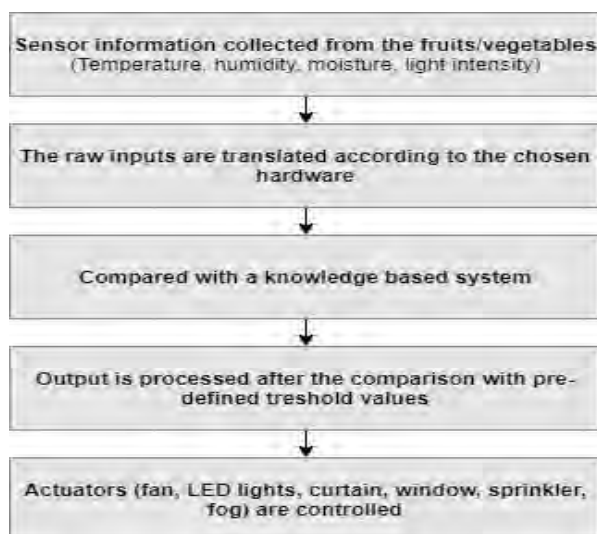 Sensor information collected from the fruits/vegetables
(Temperature, humidity, moisture, light intensity)
The raw inputs are translated according to the chosen
hardware
Compared with a knowledge based system
Output is processed after the comparison with pre-
defined treshold values
Actuators (fan, LED lights, curtain, window, sprinkler,
fog) are controlled